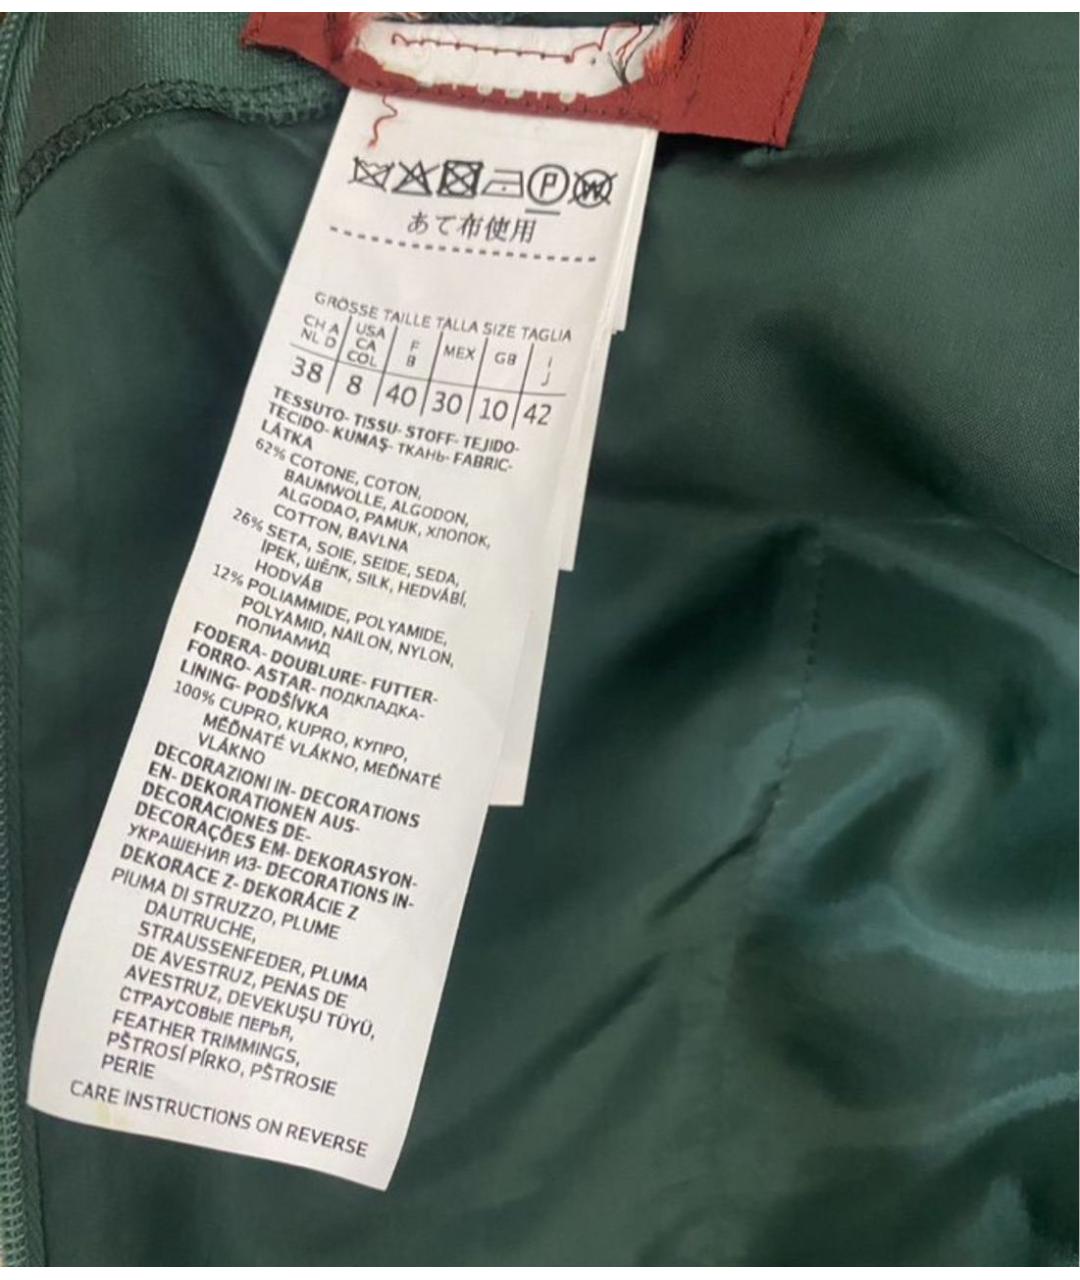 P W
あて布使用
GRÖSSE TAILLE TALLA SIZE TAGLIA
CH A NL D USA CA COL F B MEX GB I J
38 8 40 30 10 42
TESSUTO- TISSU- STOFF- TEJIDO-
TECIDO- KUMAŞ- ТКАНЬ- FABRIC-
LÁTKA
62% COTONE, COTON,
BAUMWOLLE, ALGODON,
ALGODAO, PAMUK, ХЛОПОК,
COTTON, BAVLNA
26% SETA, SOIE, SEIDE, SEDA,
İPEK, ШЁЛК, SILK, HEDVÁBÍ,
HODVÁB
12% POLIAMMIDE, POLYAMIDE,
POLYAMID, NAILON, NYLON,
ПОЛИАМИД
FODERA- DOUBLURE- FUTTER-
FORRO- ASTAR- ПОДКЛАДКА-
LINING- PODŠÍVKA
100% CUPRO, KUPRO, КУПРО,
MĚĎNATÉ VLÁKNO, MEĎNATÉ
VLÁKNO
DECORAZIONI IN- DECORATIONS
EN- DEKORATIONEN AUS-
DECORACIONES DE-
DECORAÇÕES EM- DEKORASYON-
УКРАШЕНИЯ ИЗ- DECORATIONS IN-
DEKORACE Z- DEKORÁCIE Z
PIUMA DI STRUZZO, PLUME
DAUTRUCHE,
STRAUSSENFEDER, PLUMA
DE AVESTRUZ, PENAS DE
AVESTRUZ, DEVEKUŞU TÜYÜ,
СТРАУСОВЫЕ ПЕРЬЯ,
FEATHER TRIMMINGS,
PŠTROSÍ PÍRKO, PŠTROSIE
PERIE
CARE INSTRUCTIONS ON REVERSE